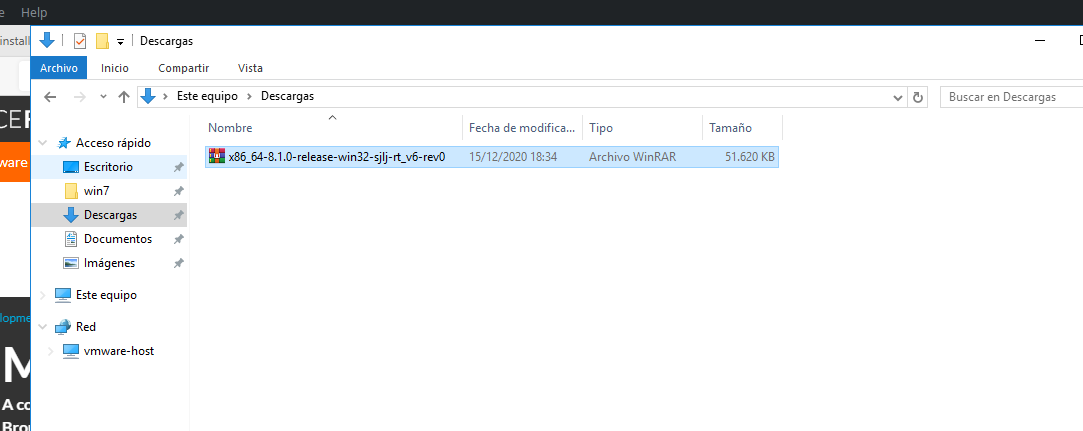 e Help
install
Descargas
Archivo Inicio Compartir Vista
Este equipo > Descargas
Buscar en Descargas
CEF
ware
Nombre Fecha de modifica... Tipo Tamaño
x86_64-8.1.0-release-win32-sjlj-rt_v6-rev0 15/12/2020 18:34 Archivo WinRAR 51.620 KB
Acceso rápido
Escritorio
win7
Descargas
Documentos
Imágenes
Este equipo
Red
vmware-host
lopme
M
A co
Bro